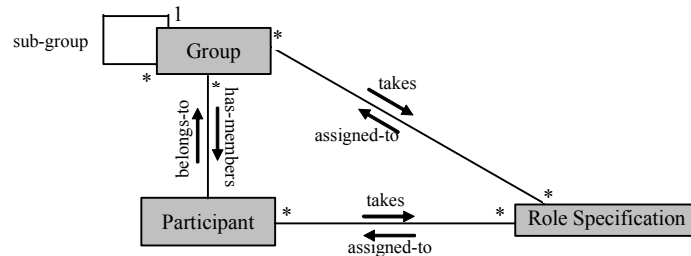 1
sub-group
Group
*
*
*
takes
has-members
belongs-to
assigned-to
*
takes
Participant
*
*
Role Specification
assigned-to